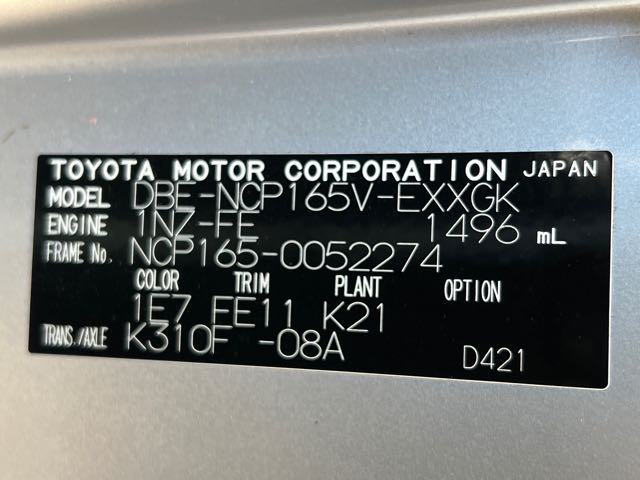 TOYOTA MOTOR CORPORATION JAPAN
MODEL DBE-NCP165V-EXXGK
ENGINE 1NZ-FE 1496 mL
FRAME No. NCP165-0052274
COLOR TRIM PLANT OPTION
1E7 FE11 K21
TRANS./AXLE K310F -08A D421